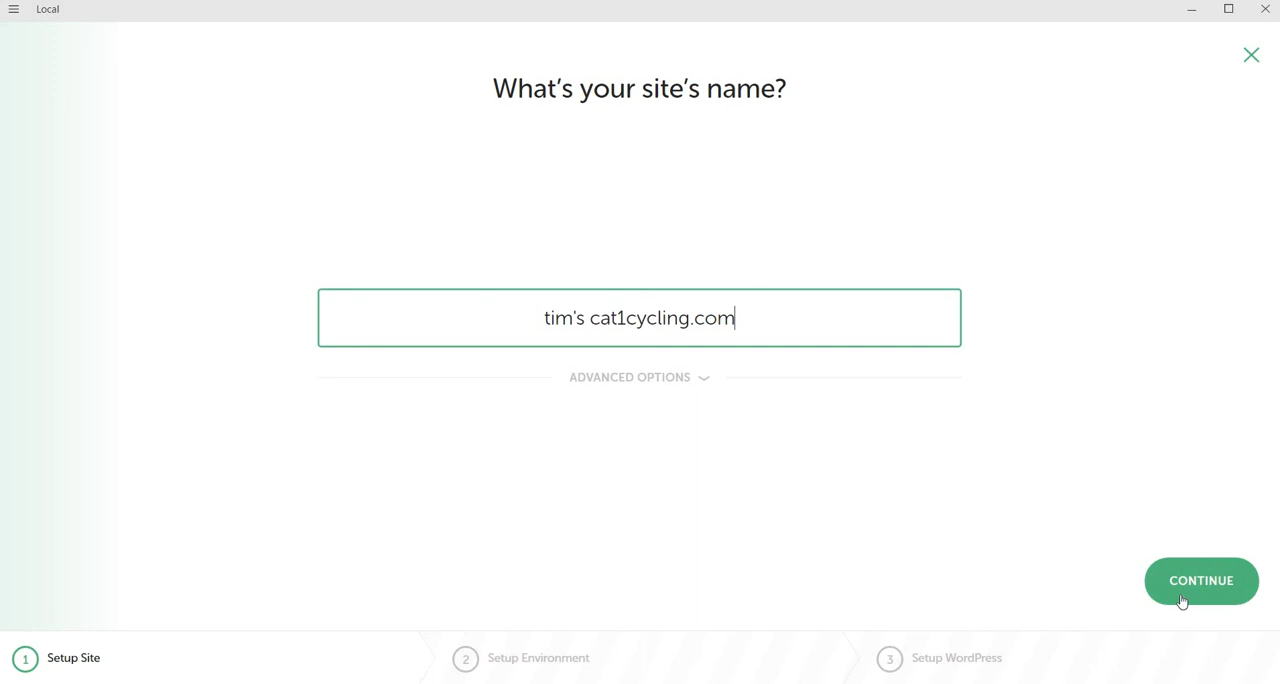 Local
What's your site's name?
tim's cat1cycling.com
ADVANCED OPTIONS
CONTINUE
1 Setup Site
2 Setup Environment
3 Setup WordPress